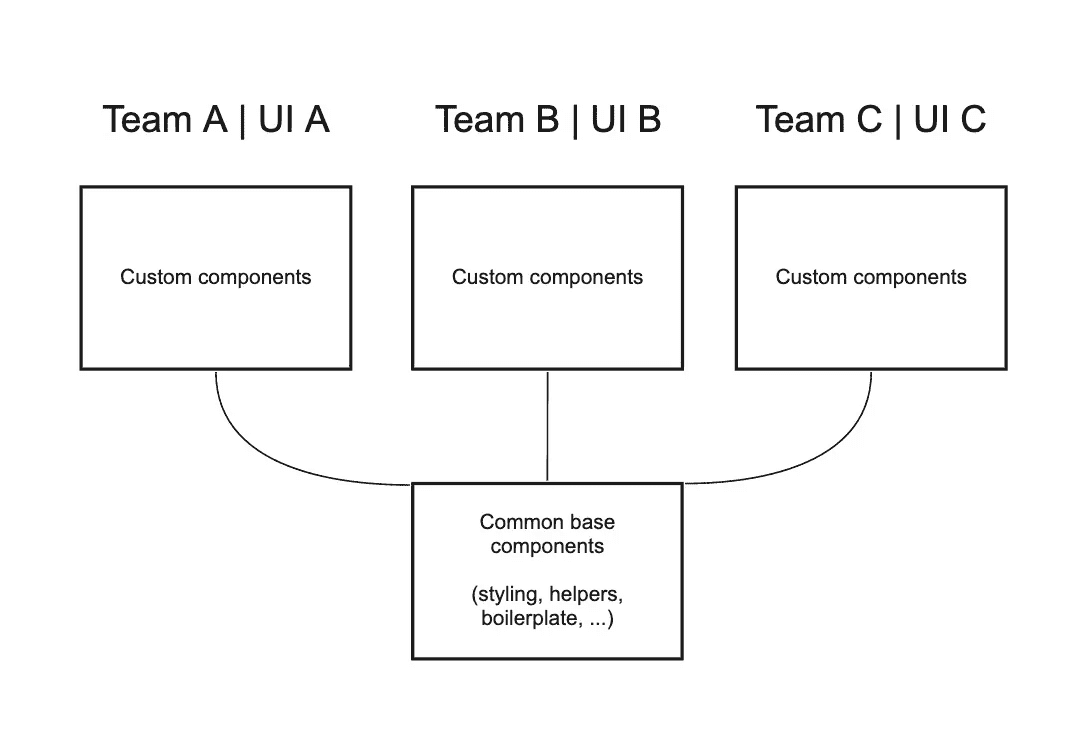 Team A | UI A
Team B | UI B
Team C | UI C
Custom components
Custom components
Custom components
Common base
components
(styling, helpers,
boilerplate, ...)